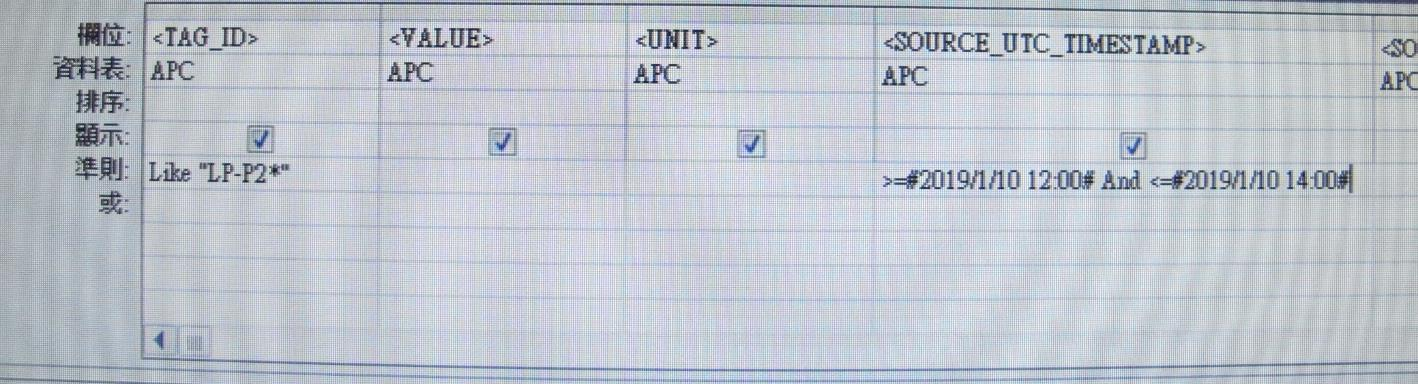 欄位: <TAG_ID> <VALUE> <UNIT> <SOURCE_UTC_TIMESTAMP> <SO
資料表: APC APC APC APC APC
排序:
顯示:
準則: Like "LP-P2*" >=#2019/1/10 12:00# And <=#2019/1/10 14:00#
或: